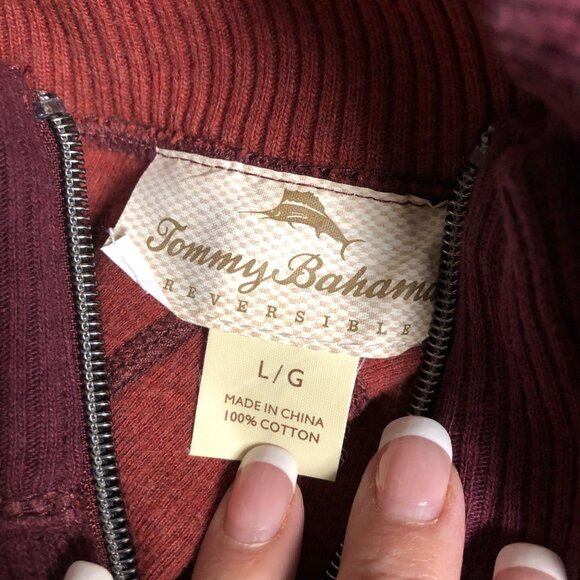 Tommy Bahama
REVERSIBLE
L/G
MADE IN CHINA
100% COTTON